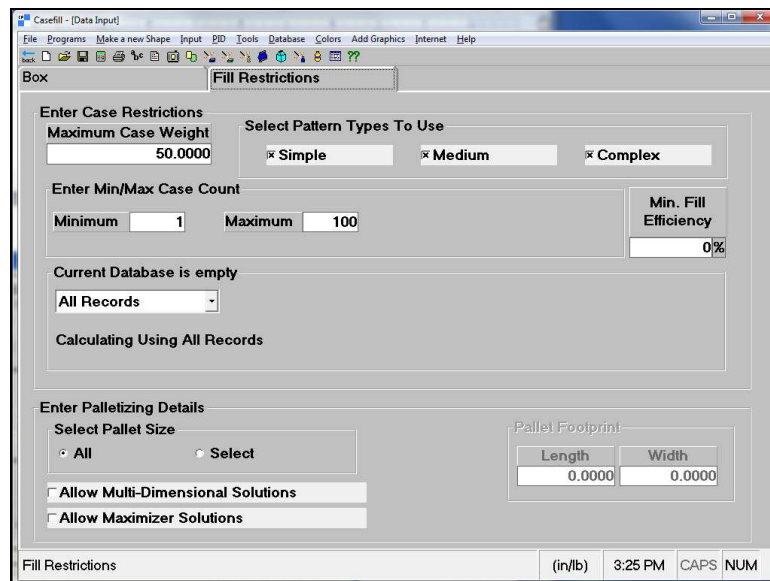 Casefill - [Data Input]
File Programs Make a new Shape Input PID Tools Database Colors Add Graphics Internet Help
back
Box Fill Restrictions
Enter Case Restrictions
Maximum Case Weight
50.0000
Select Pattern Types To Use
Simple Medium Complex
Enter Min/Max Case Count
Minimum 1 Maximum 100
Min. Fill
Efficiency
0%
Current Database is empty
All Records
Calculating Using All Records
Enter Palletizing Details
Select Pallet Size
All Select
Pallet Footprint
Length Width
0.0000 0.0000
Allow Multi-Dimensional Solutions
Allow Maximizer Solutions
Fill Restrictions (in/lb) 3:25 PM CAPS NUM